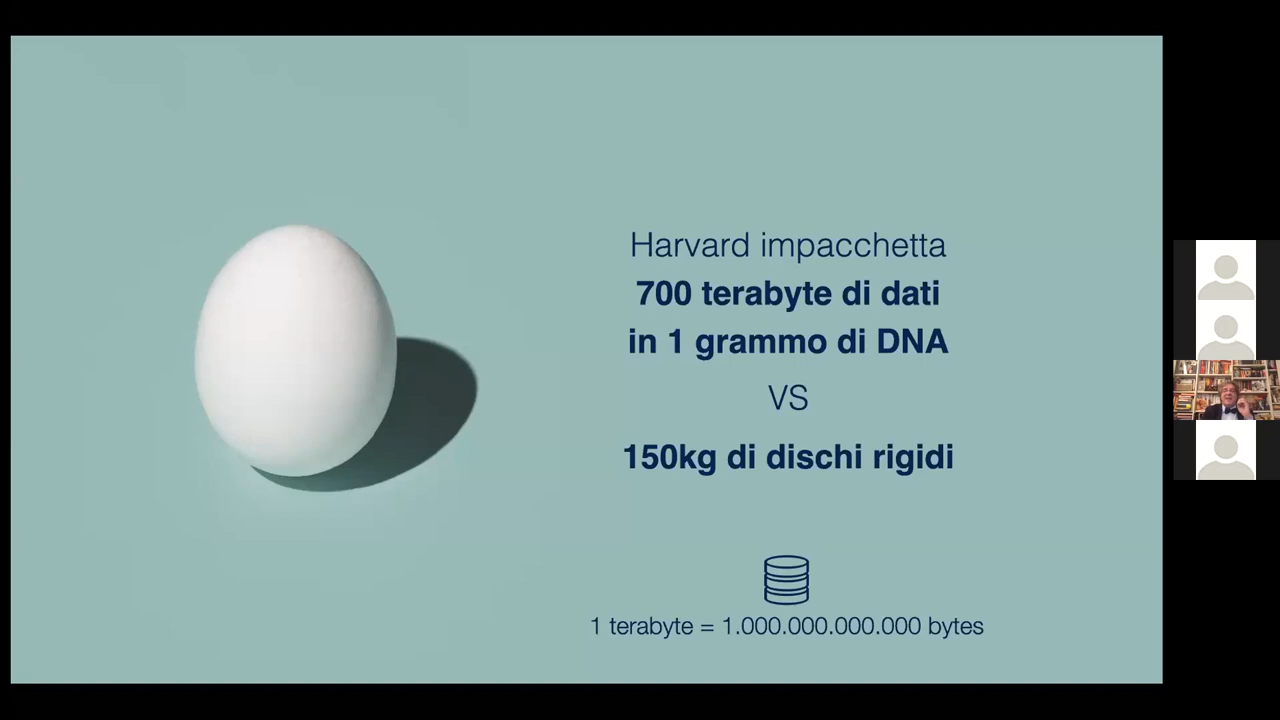 Harvard impacchetta
700 terabyte di dati
in 1 grammo di DNA
VS
150kg di dischi rigidi
1 terabyte = 1.000.000.000.000 bytes